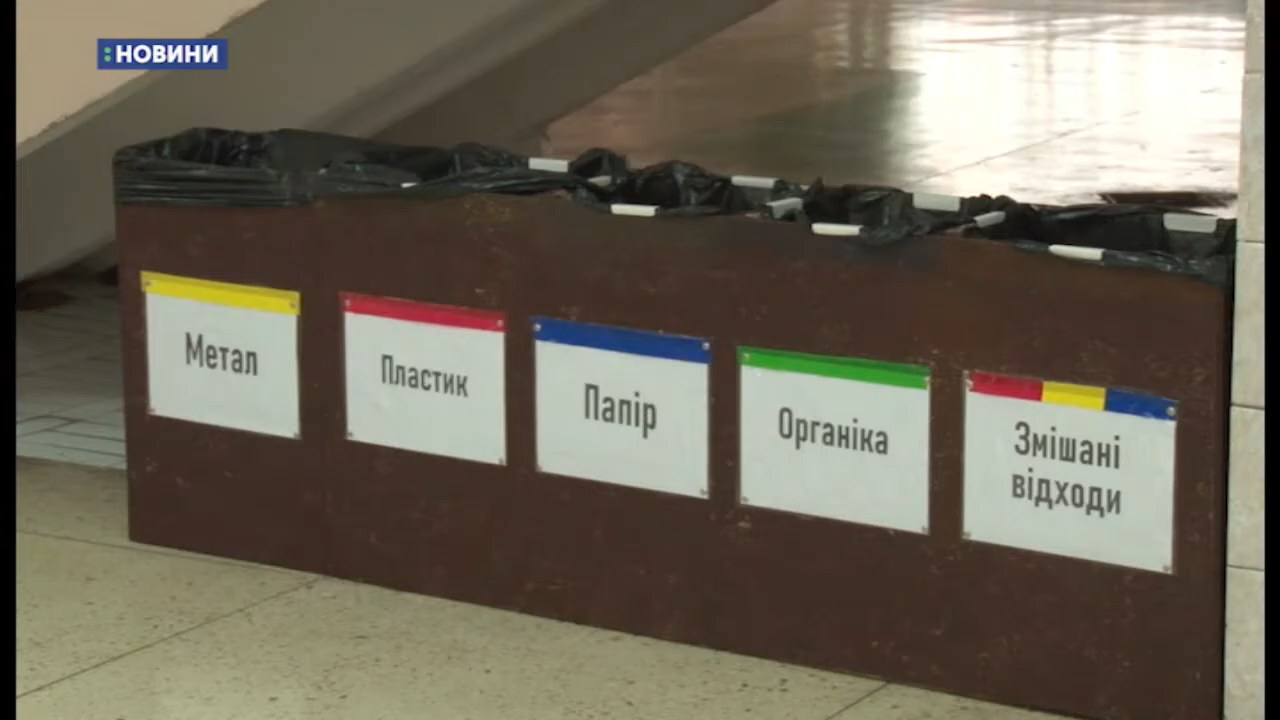 :НОВИНИ
Метал
Пластик
Папір
Органіка
Змішані
відходи